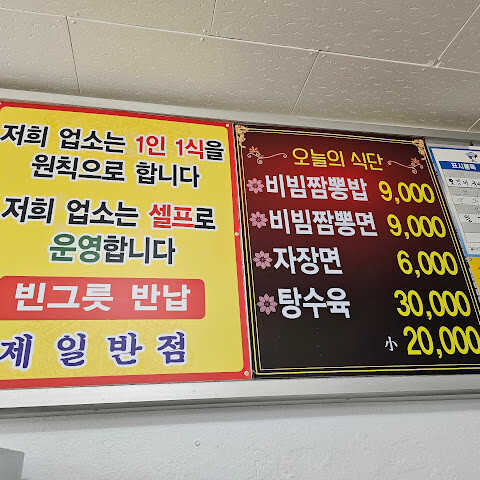 저희 업소는 1인 1식을
원칙으로 합니다
저희 업소는 셀프로
운영합니다
빈그릇 반납
제일반점
오늘의 식단
비빔짬뽕밥 9,000
비빔짬뽕면 9,000
자장면 6,000
탕수육 30,000
小 20,000